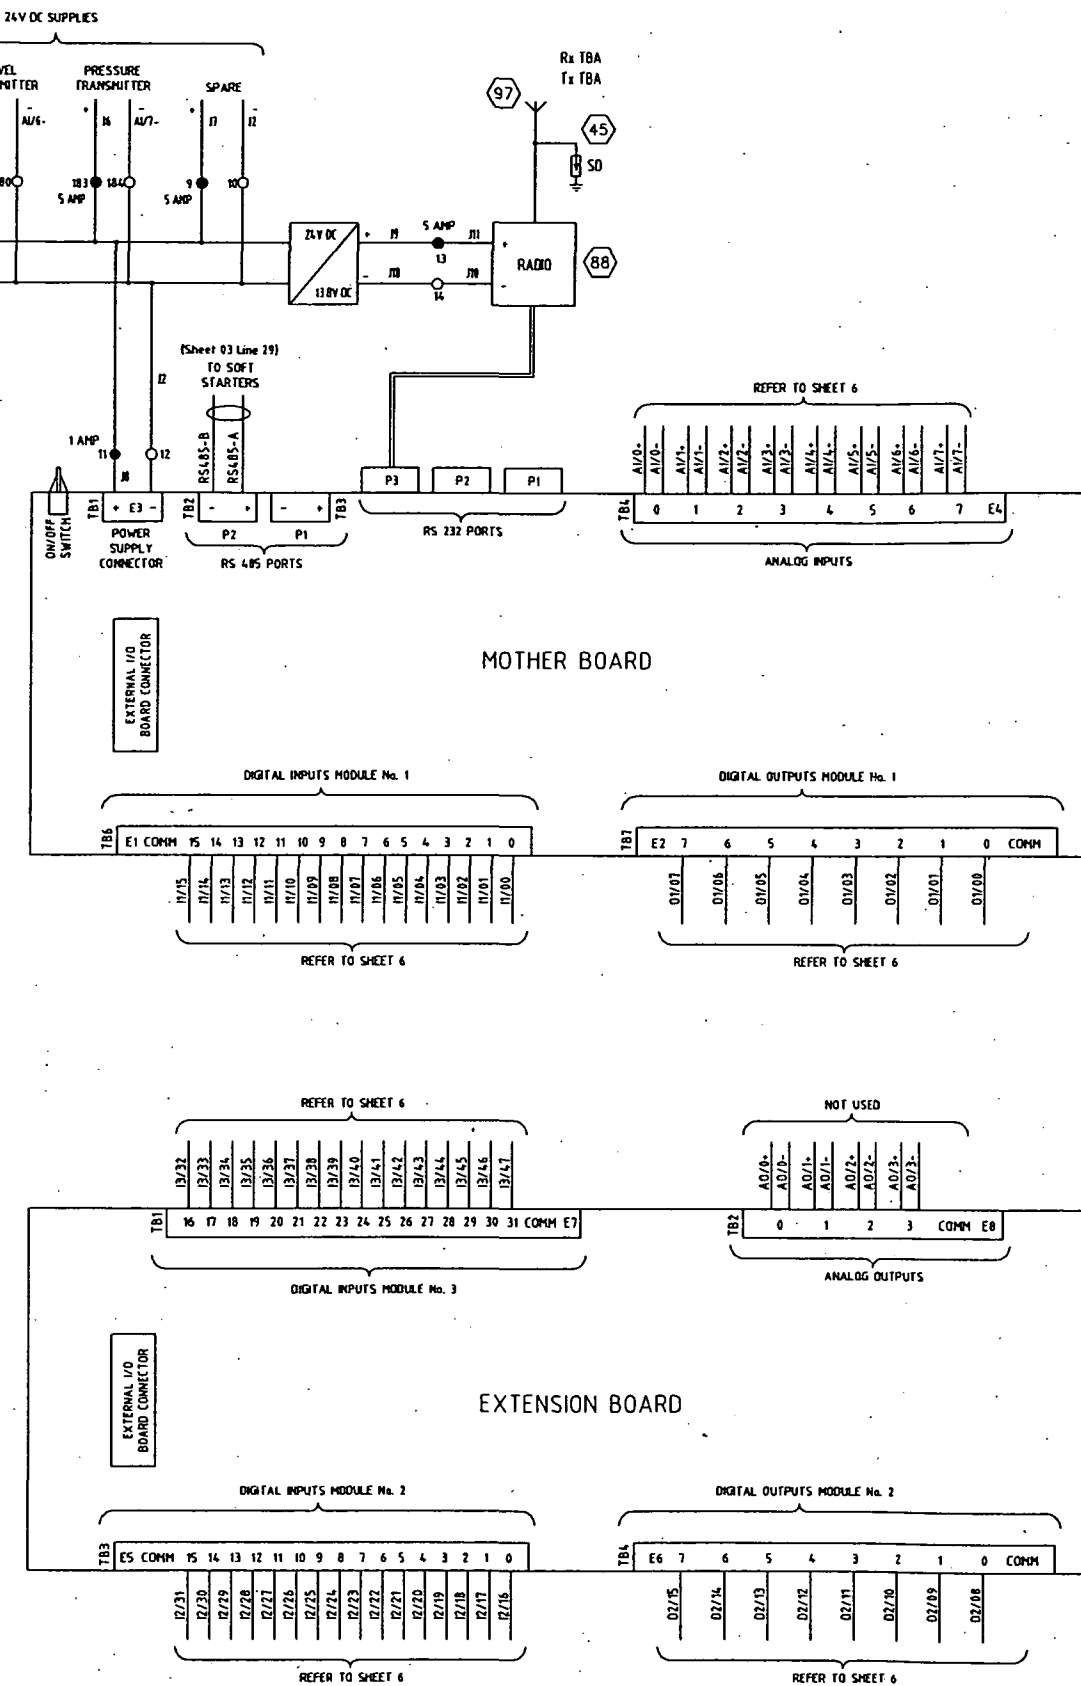 24V DC SUPPLIES
VEL
MITTER
PRESSURE
TRANSMITTER
SPARE
- + - + -
AI/6- J6 AI/7- J7 J2
80 183 184 9 10
5 AMP 5 AMP
Rx TBA
Tx TBA
97
45
SD
24V DC
13.8V DC
+ J9 5 AMP J11 +
13
- J10 J10 -
14
RADIO
88
(Sheet 03 Line 29)
TO SOFT
STARTERS
J2
1 AMP
11 12
J8
RS485-B RS485-A
P3 P2 P1
RS 232 PORTS
REFER TO SHEET 6
AI/0+ AI/0- AI/1+ AI/1- AI/2+ AI/2- AI/3+ AI/3- AI/4+ AI/4- AI/5+ AI/5- AI/6+ AI/6- AI/7+ AI/7-
TB4 0 1 2 3 4 5 6 7 E4
ANALOG INPUTS
ON/OFF
SWITCH
TB1 + E3 -
POWER
SUPPLY
CONNECTOR
TB2 - + - + TB3
P2 P1
RS 485 PORTS
EXTERNAL I/O
BOARD CONNECTOR
MOTHER BOARD
DIGITAL INPUTS MODULE No. 1
TB6 E1 COMM 15 14 13 12 11 10 9 8 7 6 5 4 3 2 1 0
I1/15 I1/14 I1/13 I1/12 I1/11 I1/10 I1/09 I1/08 I1/07 I1/06 I1/05 I1/04 I1/03 I1/02 I1/01 I1/00
REFER TO SHEET 6
DIGITAL OUTPUTS MODULE No. 1
TB7 E2 7 6 5 4 3 2 1 0 COMM
O1/07 O1/06 O1/05 O1/04 O1/03 O1/02 O1/01 O1/00
REFER TO SHEET 6
REFER TO SHEET 6
I3/32 I3/33 I3/34 I3/35 I3/36 I3/37 I3/38 I3/39 I3/40 I3/41 I3/42 I3/43 I3/44 I3/45 I3/46 I3/47
TB1 16 17 18 19 20 21 22 23 24 25 26 27 28 29 30 31 COMM E7
DIGITAL INPUTS MODULE No. 3
NOT USED
AO/0+ AO/0- AO/1+ AO/1- AO/2+ AO/2- AO/3+ AO/3-
TB2 0 1 2 3 COMM E8
ANALOG OUTPUTS
EXTERNAL I/O
BOARD CONNECTOR
EXTENSION BOARD
DIGITAL INPUTS MODULE No. 2
TB3 E5 COMM 15 14 13 12 11 10 9 8 7 6 5 4 3 2 1 0
I2/31 I2/30 I2/29 I2/28 I2/27 I2/26 I2/25 I2/24 I2/23 I2/22 I2/21 I2/20 I2/19 I2/18 I2/17 I2/16
REFER TO SHEET 6
DIGITAL OUTPUTS MODULE No. 2
TB4 E6 7 6 5 4 3 2 1 0 COMM
O2/15 O2/14 O2/13 O2/12 O2/11 O2/10 O2/09 O2/08
REFER TO SHEET 6